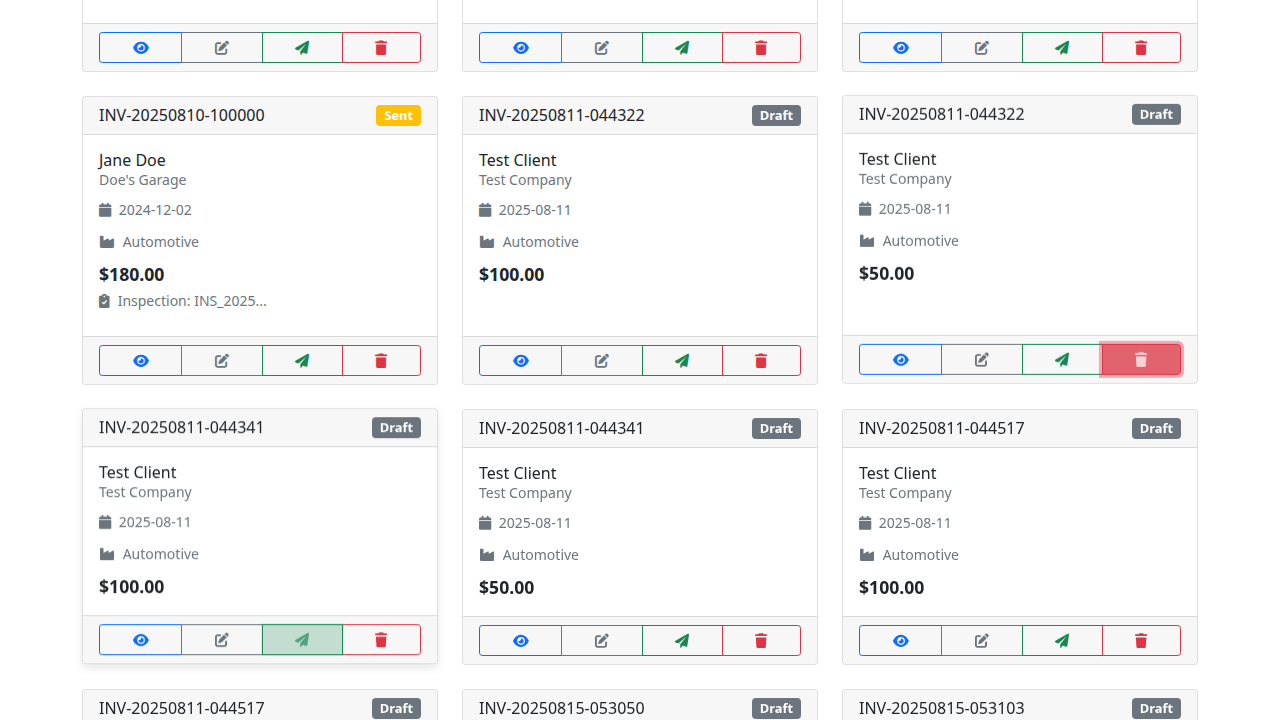 INV-20250810-100000 Sent
Jane Doe
Doe's Garage
2024-12-02
Automotive
$180.00
Inspection: INS_2025...
INV-20250811-044322 Draft
Test Client
Test Company
2025-08-11
Automotive
$100.00
INV-20250811-044322 Draft
Test Client
Test Company
2025-08-11
Automotive
$50.00
INV-20250811-044341 Draft
Test Client
Test Company
2025-08-11
Automotive
$100.00
INV-20250811-044341 Draft
Test Client
Test Company
2025-08-11
Automotive
$50.00
INV-20250811-044517 Draft
Test Client
Test Company
2025-08-11
Automotive
$100.00
INV-20250811-044517 Draft
INV-20250815-053050 Draft
INV-20250815-053103 Draft